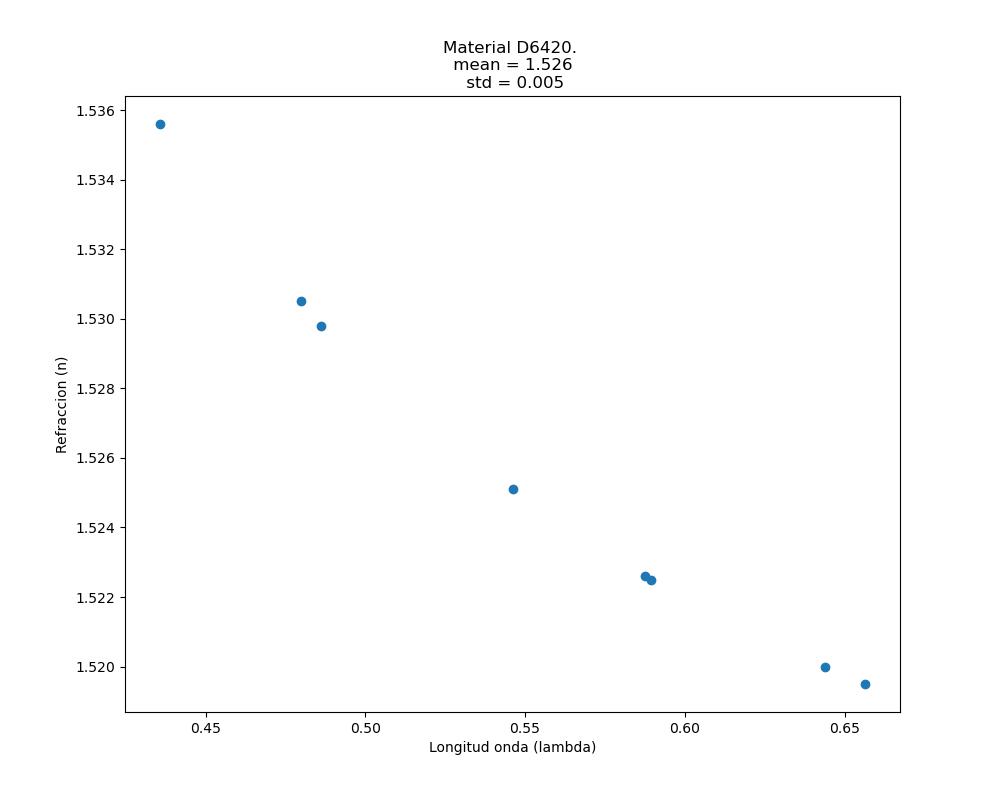 Material D6420.
mean = 1.526
std = 0.005
1.536
1.534
1.532
1.530
1.528
1.526
1.524
1.522
1.520
Refraccion (n)
0.45 0.50 0.55 0.60 0.65
Longitud onda (lambda)